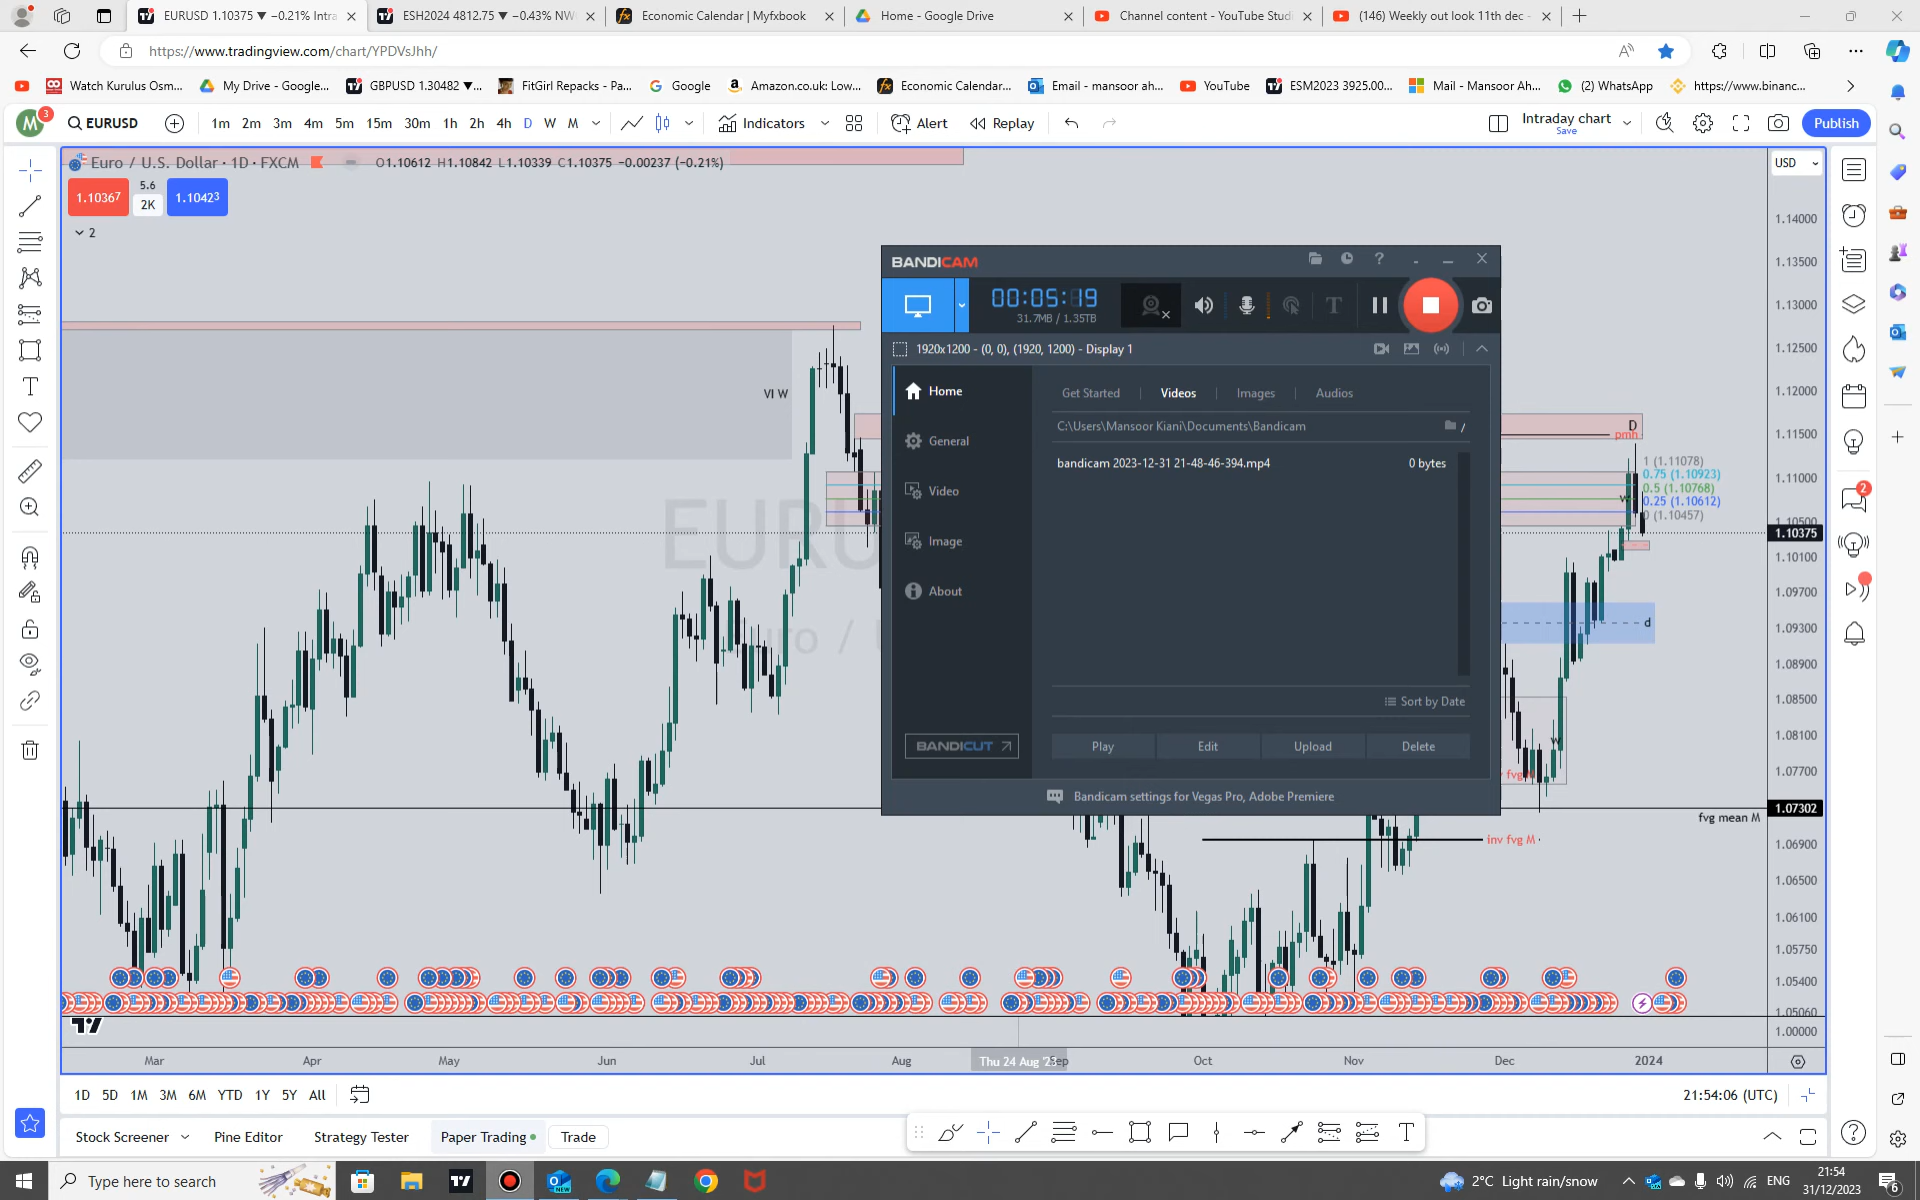 EURUSD 1.10375 ▼ −0.21% Intra
ESH2024 4812.75 ▼ −0.43% NW
Economic Calendar | Myfxbook
Home - Google Drive
Channel content - YouTube Studi
(146) Weekly out look 11th dec -
https://www.tradingview.com/chart/YPDVsJhh/
Watch Kurulus Osm...
My Drive - Google...
GBPUSD 1.30482 ▼...
FitGirl Repacks - Pa...
Google
Amazon.co.uk: Low...
Economic Calendar...
Email - mansoor ah...
YouTube
ESM2023 3925.00...
Mail - Mansoor Ah...
(2) WhatsApp
https://www.binanc...
M 3
EURUSD
1m 2m 3m 4m 5m 15m 30m 1h 2h 4h D W M
Indicators
Alert
Replay
Intraday chart
Save
Publish
Euro / U.S. Dollar · 1D · FXCM
O1.10612 H1.10842 L1.10339 C1.10375 −0.00237 (−0.21%)
USD
1.10367
5.6
2K
1.10423
2
1.14000
1.13500
1.13000
1.12500
1.12000
1.11500
1.11000
1.10500
1.10375
1.10100
1.09700
1.09300
1.08900
1.08500
1.08100
1.07700
1.07302
1.06900
1.06500
1.06100
1.05750
1.05400
1.05060
1.00000
VI W
D
pmh
1 (1.11078)
0.75 (1.10923)
0.5 (1.10768)
0.25 (1.10612)
0 (1.10457)
W
d
W
fvg M
fvg mean M
inv fvg M
EURU
BANDICAM
00:05:19
31.7MB / 1.35TB
1920x1200 - (0, 0), (1920, 1200) - Display 1
Home
General
Video
Image
About
BANDICUT
Get Started
Videos
Images
Audios
C:\Users\Mansoor Kiani\Documents\Bandicam
bandicam 2023-12-31 21-48-46-394.mp4
0 bytes
Sort by Date
Play
Edit
Upload
Delete
Bandicam settings for Vegas Pro, Adobe Premiere
Mar
Apr
May
Jun
Jul
Aug
Thu 24 Aug '23
Sep
Oct
Nov
Dec
2024
1D 5D 1M 3M 6M YTD 1Y 5Y All
21:54:06 (UTC)
Stock Screener
Pine Editor
Strategy Tester
Paper Trading
Trade
2
Type here to search
2°C Light rain/snow
ENG
21:54
31/12/2023
6